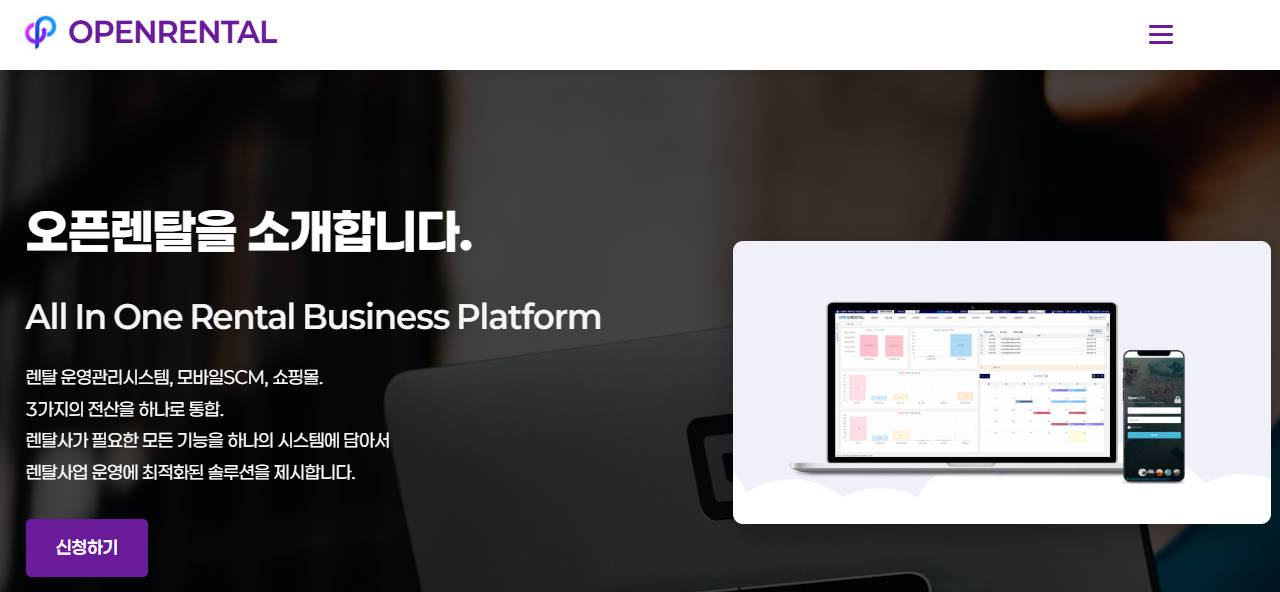 OPENRENTAL
오픈렌탈을 소개합니다.
All In One Rental Business Platform
렌탈 운영관리시스템, 모바일SCM, 쇼핑몰.
3가지의 전산을 하나로 통합.
렌탈사가 필요한 모든 기능을 하나의 시스템에 담아서
렌탈사업 운영에 최적화된 솔루션을 제시합니다.
신청하기
OPENRENTAL